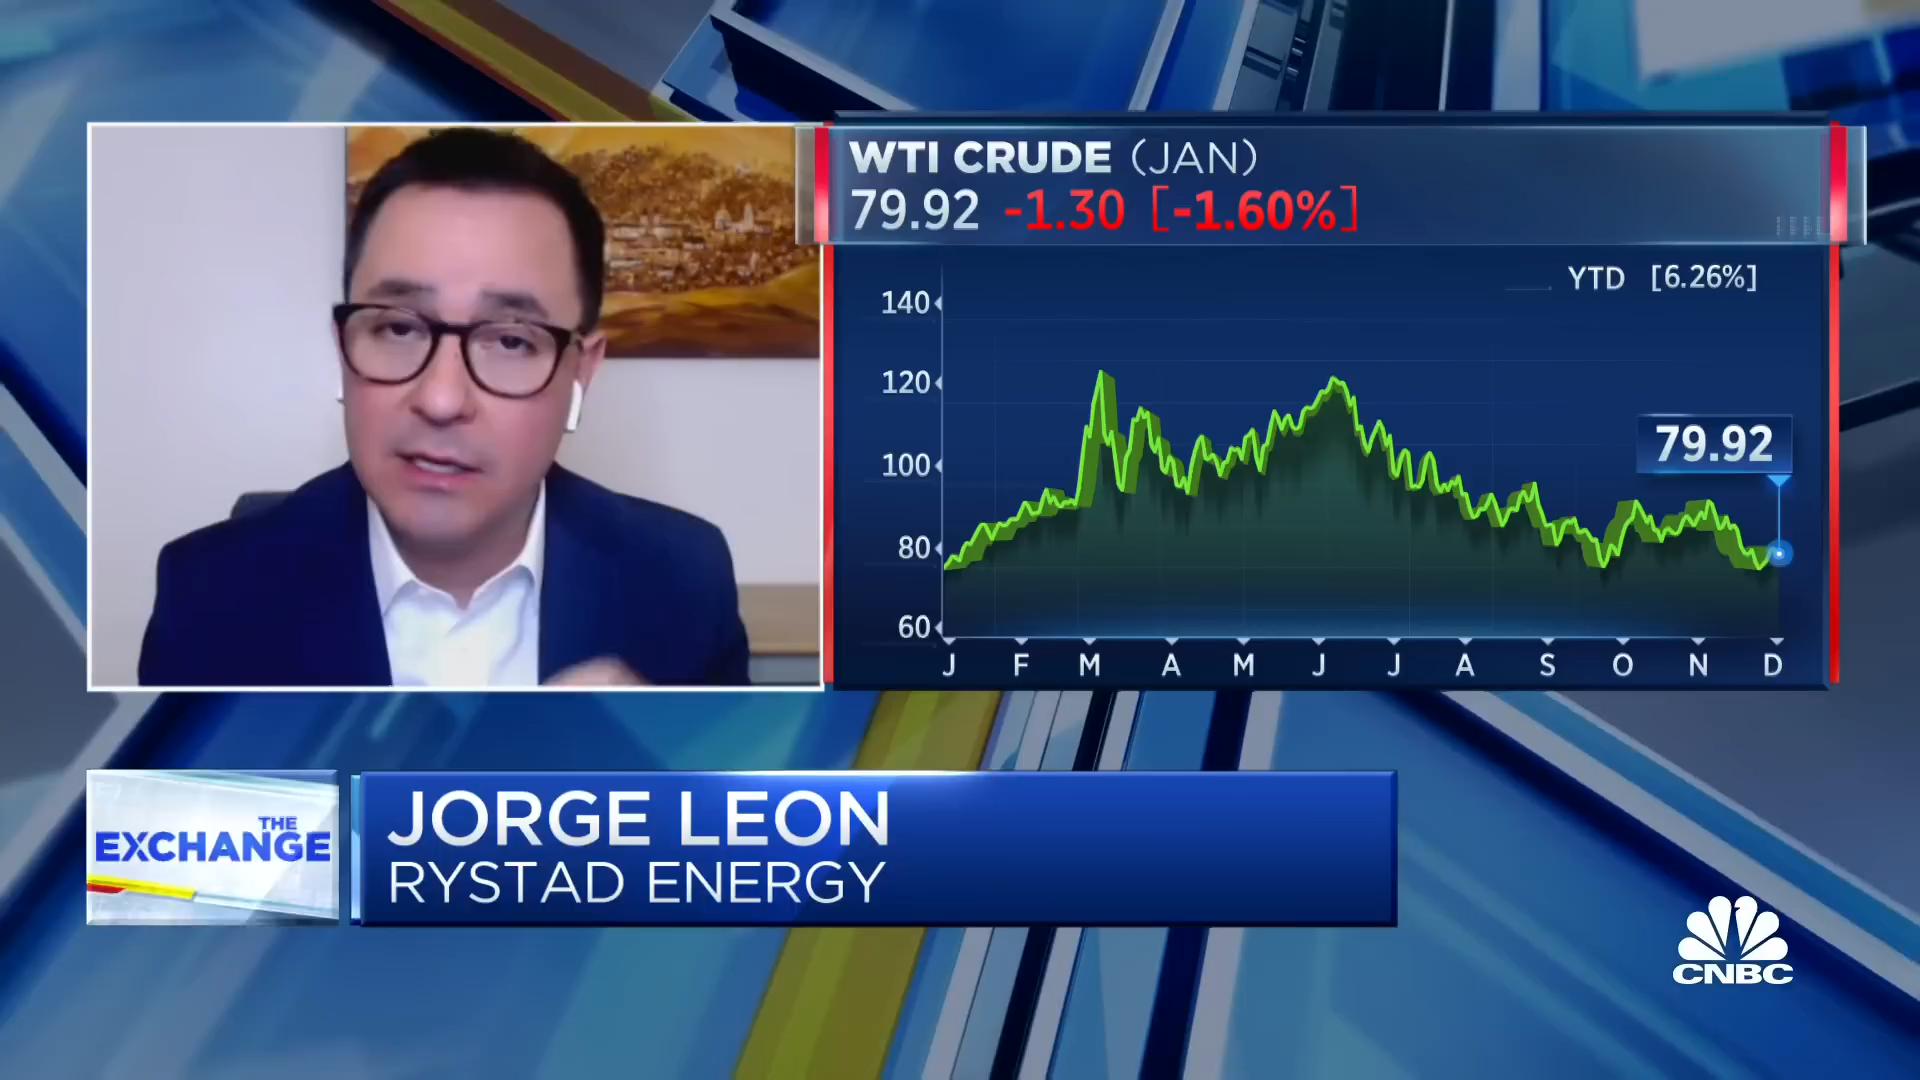 WTI CRUDE (JAN)
79.92 -1.30 [-1.60%]
YTD [6.26%]
140
120
100
80
60
79.92
J F M A M J J A S O N D
THE
EXCHANGE
JORGE LEON
RYSTAD ENERGY
CNBC